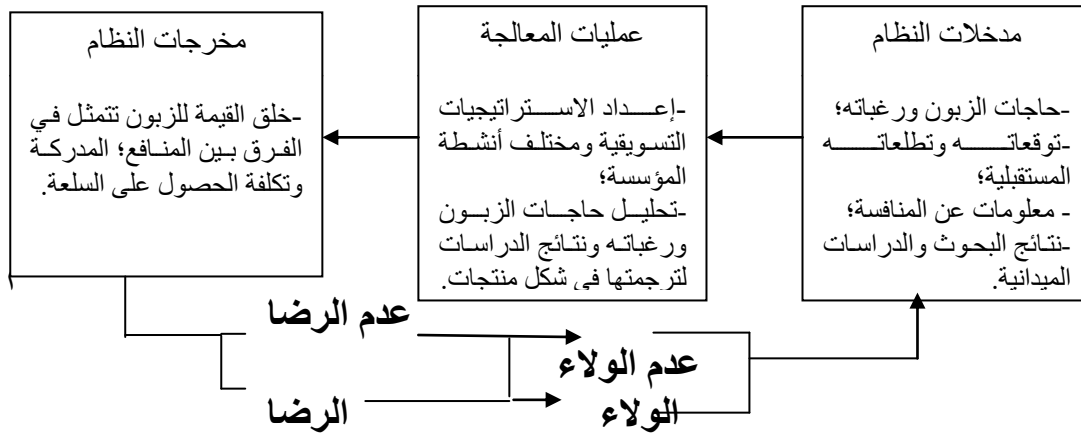 مدخلات النظام
-حاجات الزبون ورغباته؛
-توقعاتـه وتطلعاتـه
المستقبلية؛
- معلومات عن المنافسة؛
-نتائج البحوث والدراسات
الميدانية.
عمليات المعالجة
-إعداد الاستراتيجيات
التسويقية ومختلف أنشطة
المؤسسة؛
-تحليل حاجات الزبون
ورغباته ونتائج الدراسات
لترجمتها في شكل منتجات.
مخرجات النظام
-خلق القيمة للزبون تتمثل في
الفرق بين المنافع؛ المدركة
وتكلفة الحصول على السلعة.
عدم الرضا
عدم الولاء
الرضا
الولاء